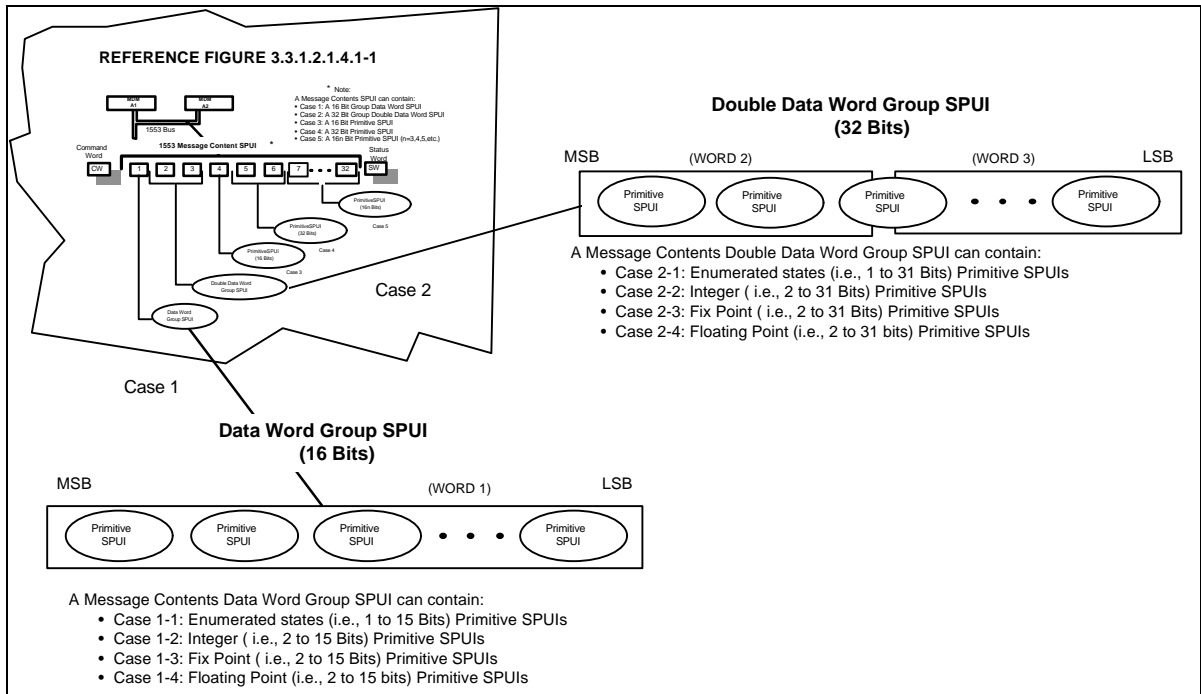 REFERENCE FIGURE 3.3.1.2.1.4.1-1
MDM
A1
MDM
A2
1553 Bus
* Note:
A Message Contents SPUI can contain:
• Case 1: A 16 Bit Group Data Word SPUI
• Case 2: A 32 Bit Group Double Data Word SPUI
• Case 3: A 16 Bit Primitive SPUI
• Case 4: A 32 Bit Primitive SPUI
• Case 5: A 16n Bit Primitive SPUI (n=3,4,5,etc.)
Command
Word
1553 Message Content SPUI *
Status
Word
CW 1 2 3 4 5 6 7 • • • 32 SW
PrimitiveSPUI
(16n Bits)
Case 5
PrimitiveSPUI
(32 Bits)
Case 4
PrimitiveSPUI
(16 Bits)
Case 3
Double Data Word
Group SPUI
Case 2
Data Word
Group SPUI
Case 1
Double Data Word Group SPUI
(32 Bits)
MSB (WORD 2) (WORD 3) LSB
Primitive
SPUI
Primitive
SPUI
Primitive
SPUI
• • •
Primitive
SPUI
A Message Contents Double Data Word Group SPUI can contain:
• Case 2-1: Enumerated states (i.e., 1 to 31 Bits) Primitive SPUIs
• Case 2-2: Integer ( i.e., 2 to 31 Bits) Primitive SPUIs
• Case 2-3: Fix Point ( i.e., 2 to 31 Bits) Primitive SPUIs
• Case 2-4: Floating Point (i.e., 2 to 31 bits) Primitive SPUIs
Data Word Group SPUI
(16 Bits)
MSB (WORD 1) LSB
Primitive
SPUI
Primitive
SPUI
Primitive
SPUI
• • •
Primitive
SPUI
A Message Contents Data Word Group SPUI can contain:
• Case 1-1: Enumerated states (i.e., 1 to 15 Bits) Primitive SPUIs
• Case 1-2: Integer ( i.e., 2 to 15 Bits) Primitive SPUIs
• Case 1-3: Fix Point ( i.e., 2 to 15 Bits) Primitive SPUIs
• Case 1-4: Floating Point (i.e., 2 to 15 bits) Primitive SPUIs